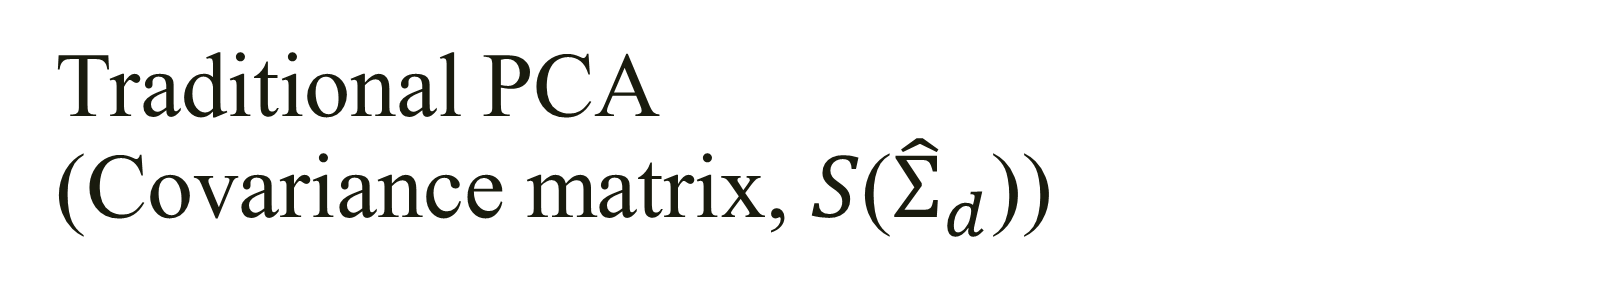 Traditional PCA
(Covariance matrix, 𝑆(Σ̂_𝑑))